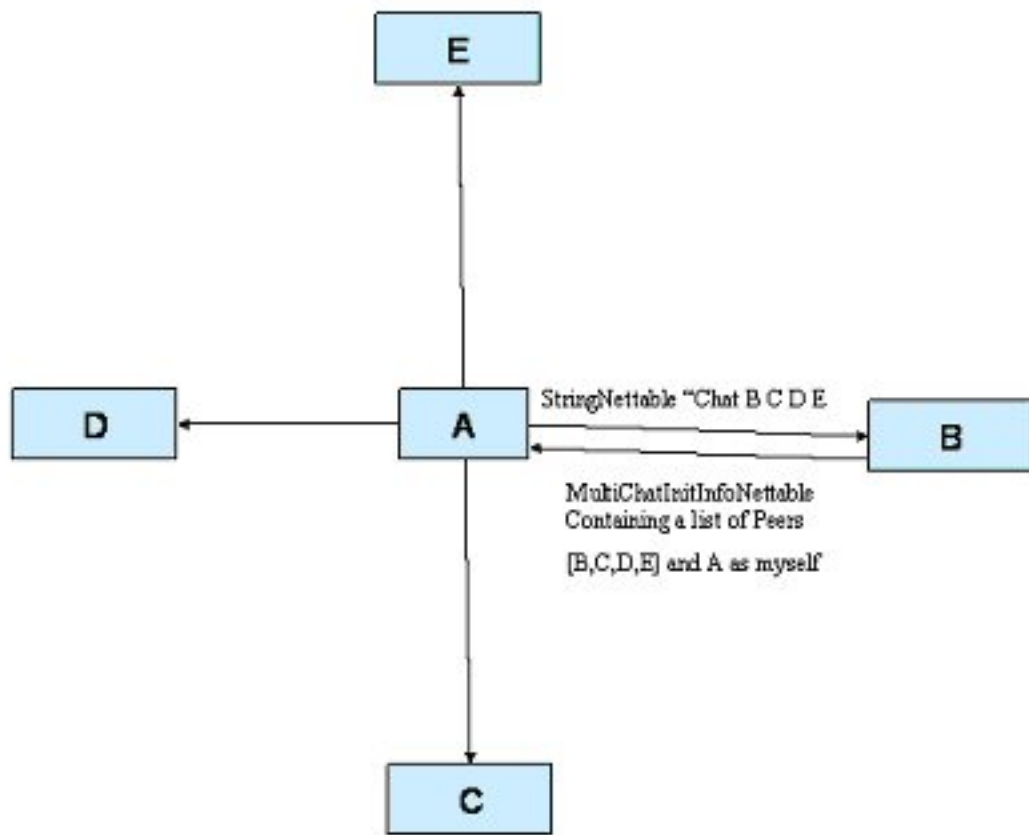 E
D
A
StringNettable “Chat B C D E
B
MultiChatInitInfoNettable
Containing a list of Peers
[B,C,D,E] and A as myself
C